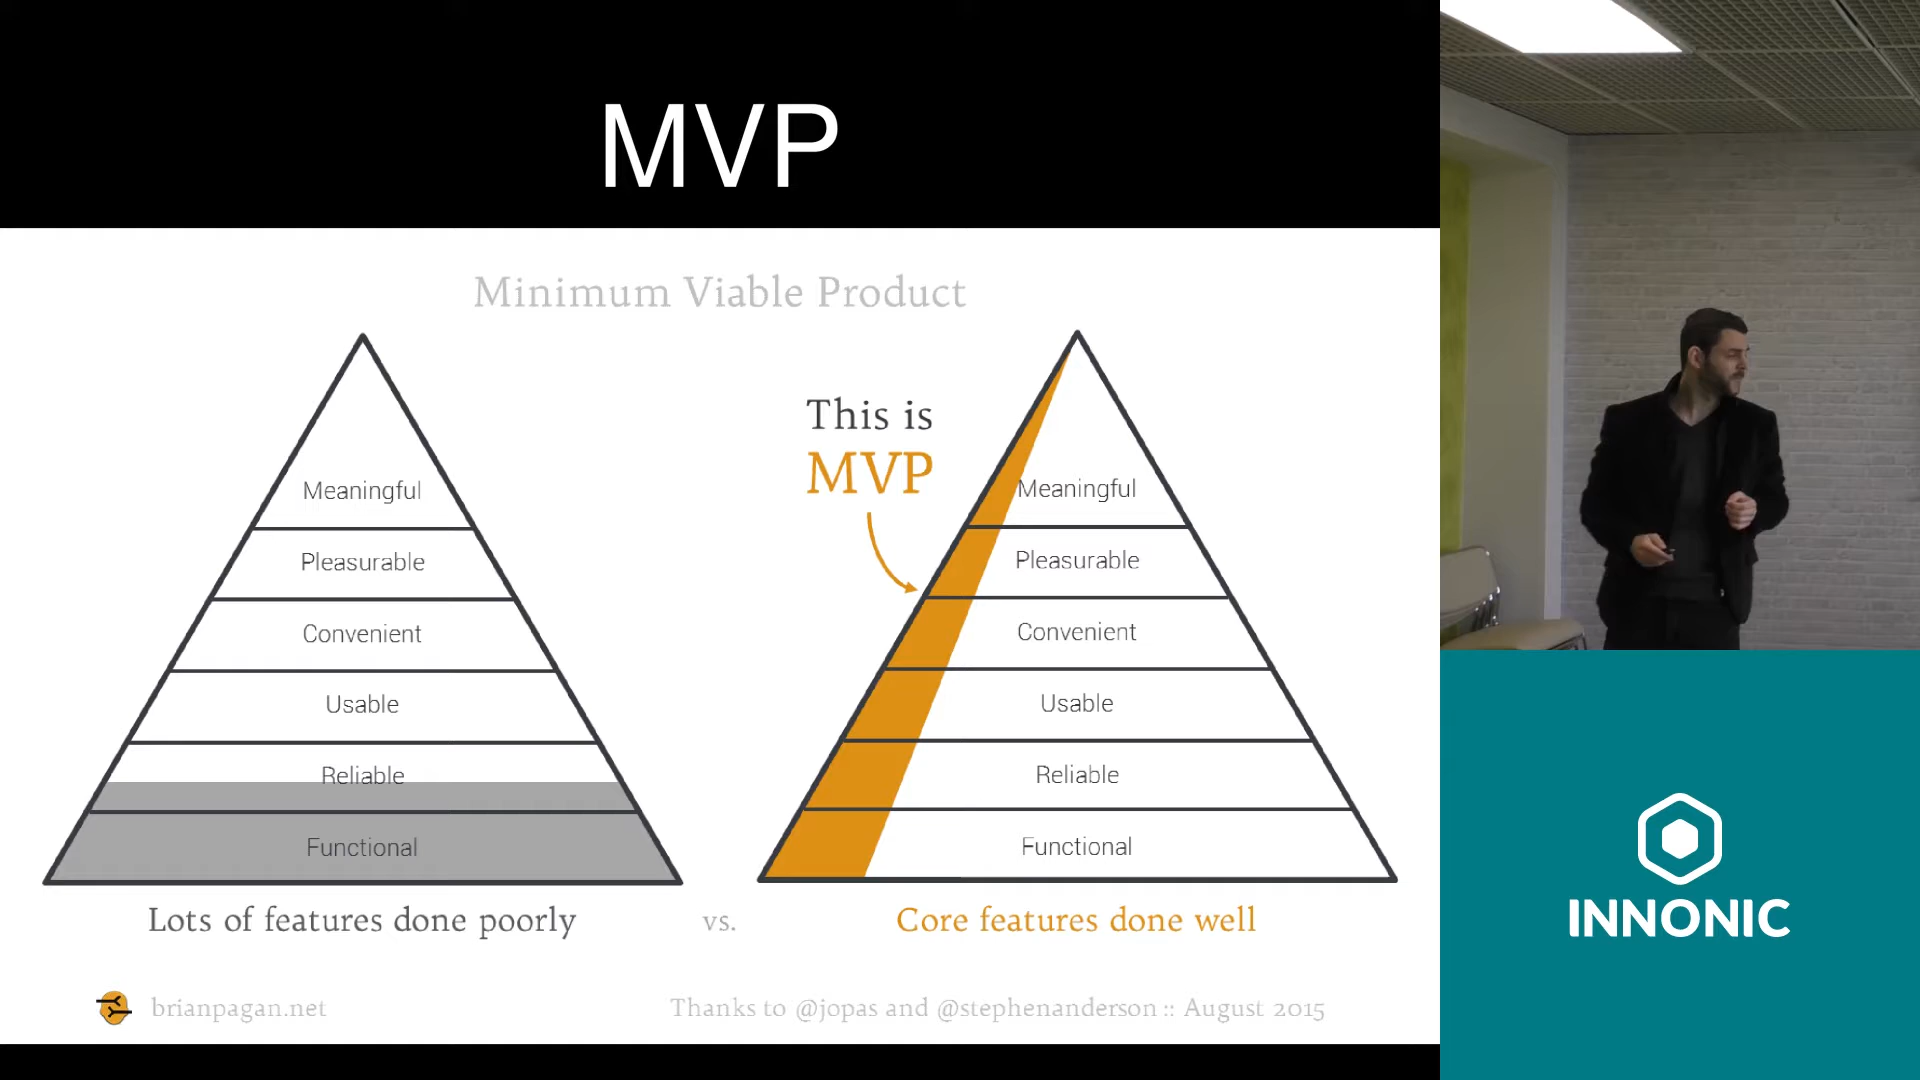 MVP
Minimum Viable Product
Meaningful
Pleasurable
Convenient
Usable
Reliable
Functional
Lots of features done poorly
vs.
This is
MVP
Meaningful
Pleasurable
Convenient
Usable
Reliable
Functional
Core features done well
brianpagan.net
Thanks to @jopas and @stephenanderson :: August 2015
INNONIC